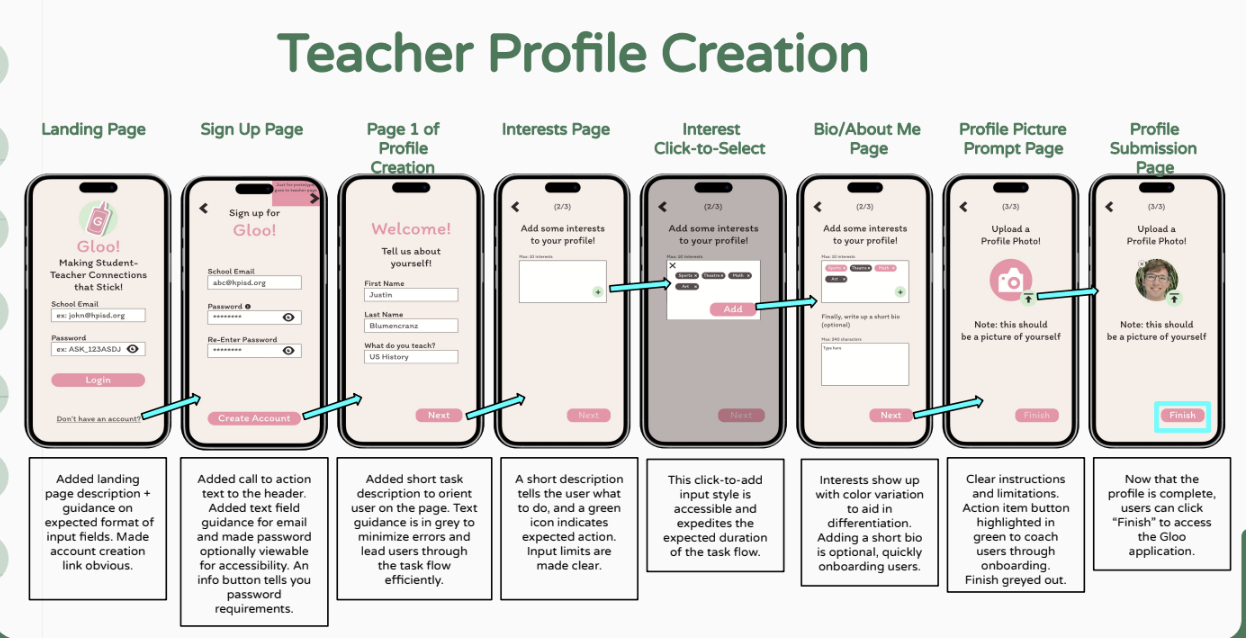 Teacher Profile Creation
Landing Page
Sign Up Page
Page 1 of
Profile
Creation
Interests Page
Interest
Click-to-Select
Bio/About Me
Page
Profile Picture
Prompt Page
Profile
Submission
Page
G
Gloo!
Making Student-
Teacher Connections
that Stick!
School Email
ex: john@hpisd.org
Password
ex: ASK_123ASDJ
Login
Don't have an account?
Sign up for
Gloo!
School Email
abc@hpisd.org
Password
********
Re-Enter Password
********
Create Account
Welcome!
Tell us about
yourself!
First Name
Justin
Last Name
Blumencranz
What do you teach?
US History
Next
(2/3)
Add some interests
to your profile!
Max: 10 interests
+
Next
(2/3)
Add some interests
to your profile!
Max: 10 interests
X
Sports x
Theatre x
Math x
Art x
Add
Next
(2/3)
Add some interests
to your profile!
Max: 10 interests
Sports x
Theatre x
Math x
Art x
+
Finally, write up a short bio
(optional)
Max: 240 characters
Type here
Next
(3/3)
Upload a
Profile Photo!
Note: this should
be a picture of yourself
Finish
(3/3)
Upload a
Profile Photo!
Note: this should
be a picture of yourself
Finish
Added landing
page description +
guidance on
expected format of
input fields. Made
account creation
link obvious.
Added call to action
text to the header.
Added text field
guidance for email
and made password
optionally viewable
for accessibility. An
info button tells you
password
requirements.
Added short task
description to orient
user on the page. Text
guidance is in grey to
minimize errors and
lead users through
the task flow
efficiently.
A short description
tells the user what
to do, and a green
icon indicates
expected action.
Input limits are
made clear.
This click-to-add
input style is
accessible and
expedites the
expected duration
of the task flow.
Interests show up
with color variation
to aid in
differentiation.
Adding a short bio
is optional, quickly
onboarding users.
Clear instructions
and limitations.
Action item button
highlighted in
green to coach
users through
onboarding.
Finish greyed out.
Now that the
profile is complete,
users can click
“Finish” to access
the Gloo
application.